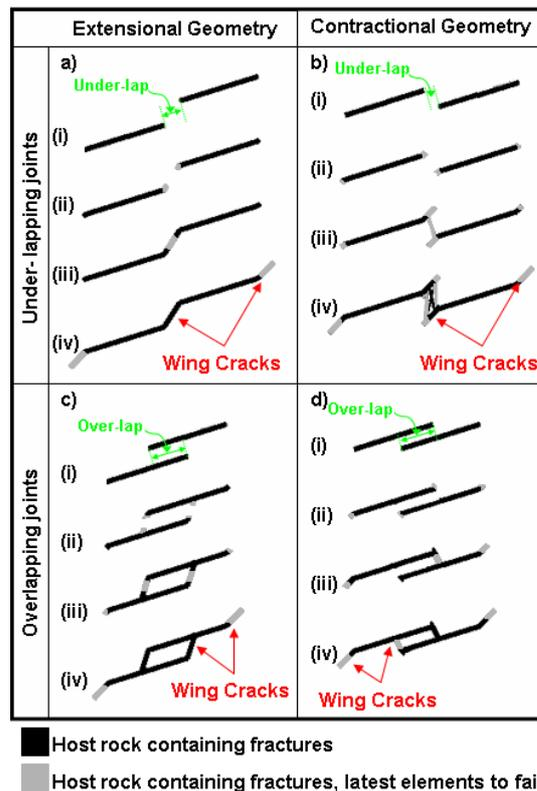 Extensional Geometry
Contractional Geometry
Under-lapping joints
a)
Under-lap
(i)
(ii)
(iii)
(iv)
Wing Cracks
b)
Under-lap
(i)
(ii)
(iii)
(iv)
Wing Cracks
Overlapping joints
c)
Over-lap
(i)
(ii)
(iii)
(iv)
Wing Cracks
d)
Over-lap
(i)
(ii)
(iii)
(iv)
Wing Cracks
Host rock containing fractures
Host rock containing fractures, latest elements to fai